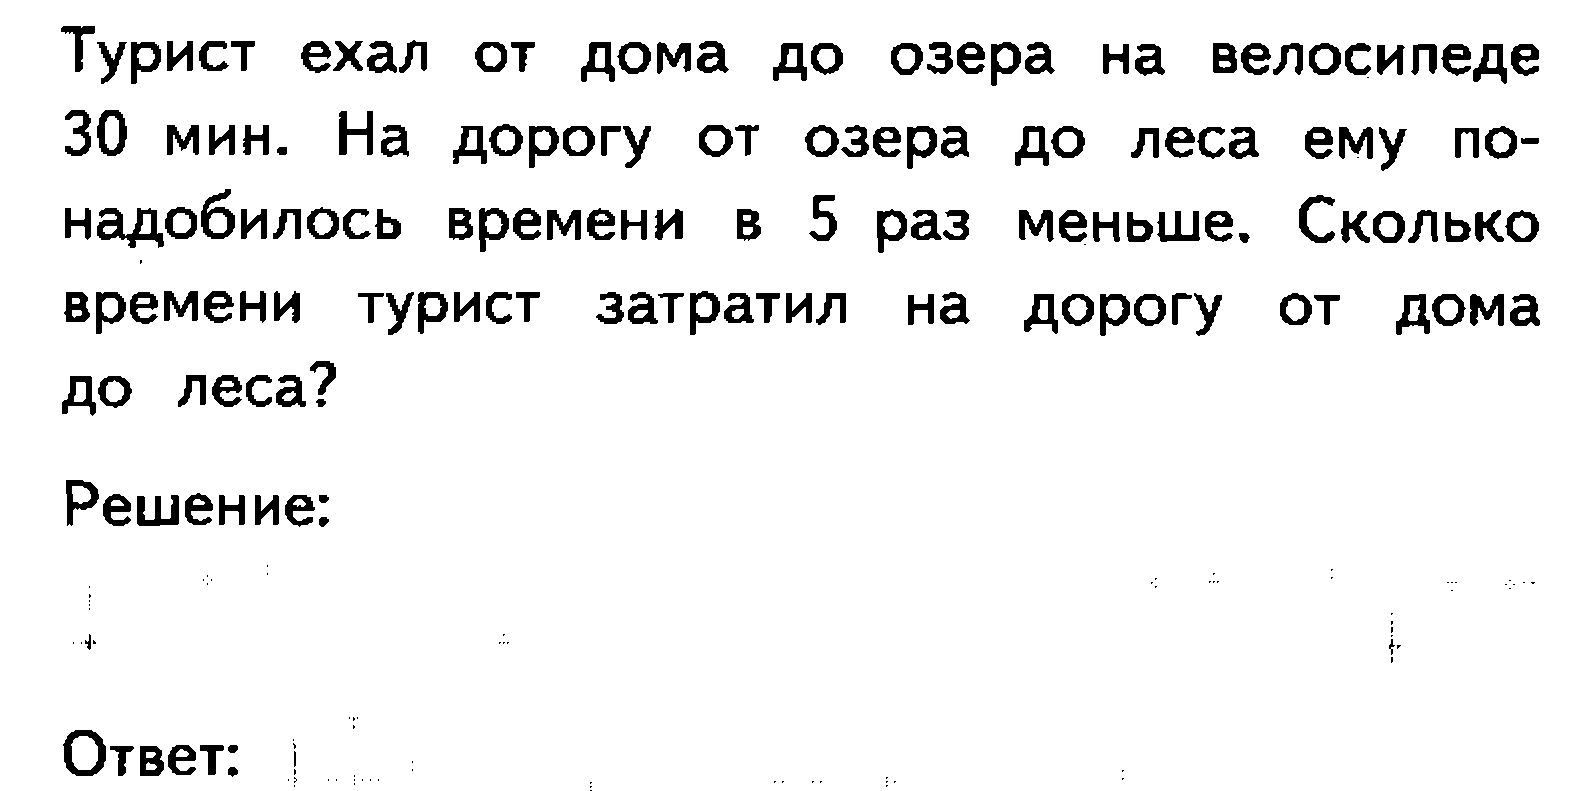 Турист ехал от дома до озера на велосипеде
30 мин. На дорогу от озера до леса ему по-
надобилось времени в 5 раз меньше. Сколько
времени турист затратил на дорогу от дома
до леса?
Решение:
Ответ: